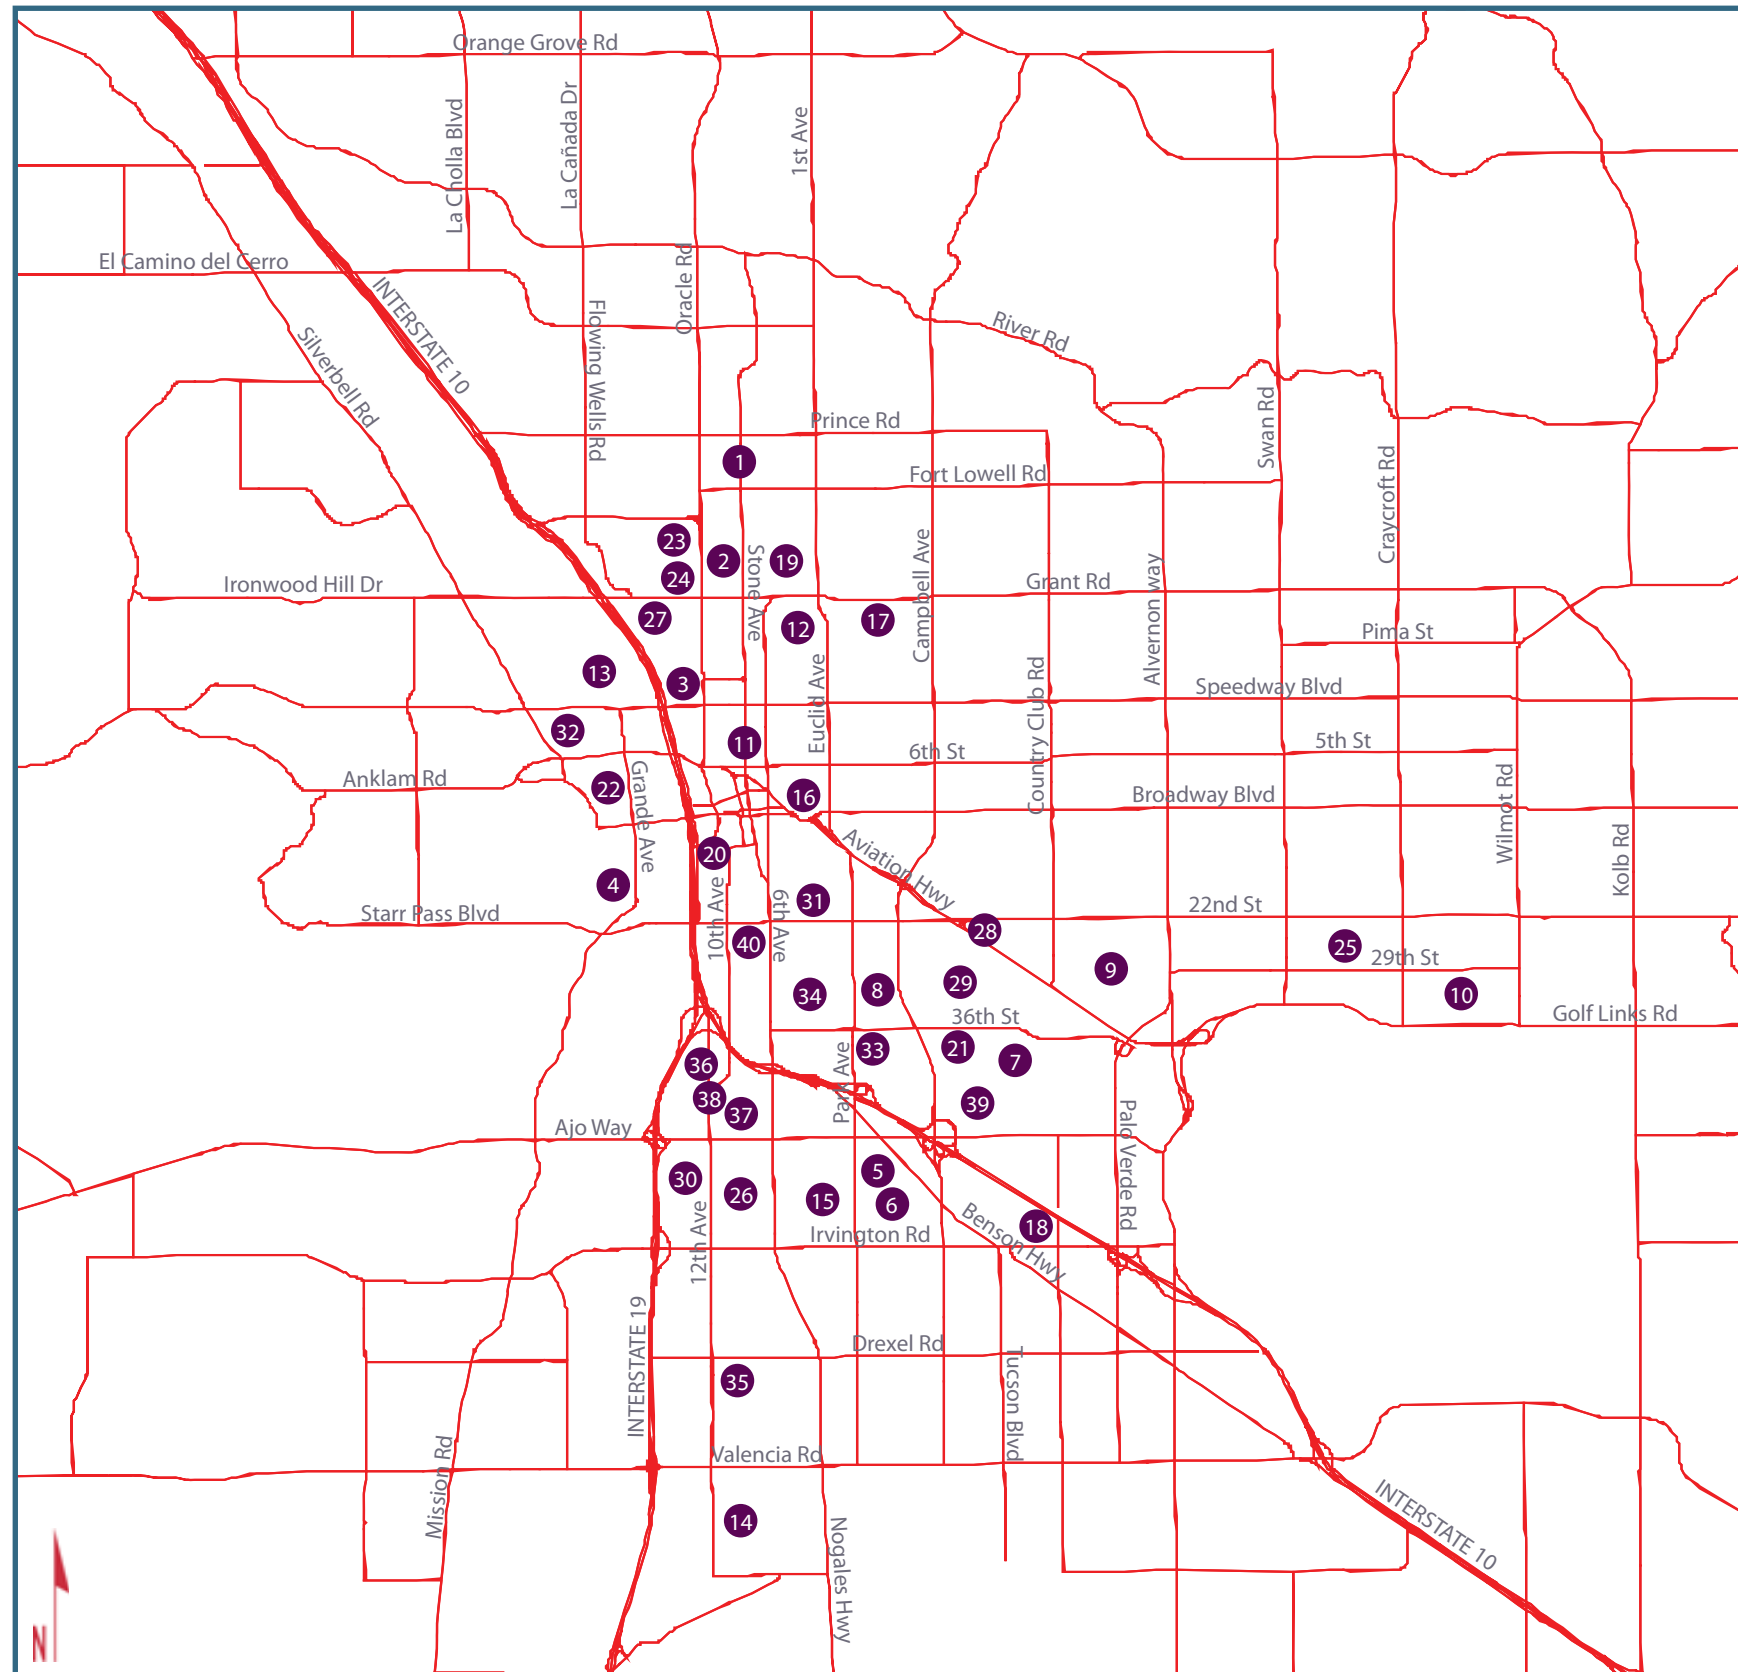 Orange Grove Rd
La Cholla Blvd
La Cañada Dr
1st Ave
El Camino del Cerro
INTERSTATE 10
Oracle Rd
Silverbell Rd
Flowing Wells Rd
River Rd
Prince Rd
Swan Rd
1
Fort Lowell Rd
Craycroft Rd
23
2
19
Stone Ave
Campbell Ave
Alvernon way
24
Ironwood Hill Dr
Grant Rd
27
12
17
Pima St
13
3
Euclid Ave
Country Club Rd
Speedway Blvd
32
11
6th St
5th St
Anklam Rd
22
Grande Ave
16
Broadway Blvd
Wilmot Rd
Kolb Rd
20
Aviation Hwy
4
31
Starr Pass Blvd
10th Ave
6th Ave
22nd St
40
28
25
29th St
9
34
8
29
10
36th St
Golf Links Rd
33
21
7
36
Park Ave
38
37
39
Ajo Way
Palo Verde Rd
5
30
26
15
6
12th Ave
Irvington Rd
Benson Hwy
18
INTERSTATE 19
Drexel Rd
Tucson Blvd
35
Valencia Rd
Mission Rd
14
Nogales Hwy
INTERSTATE 10
N